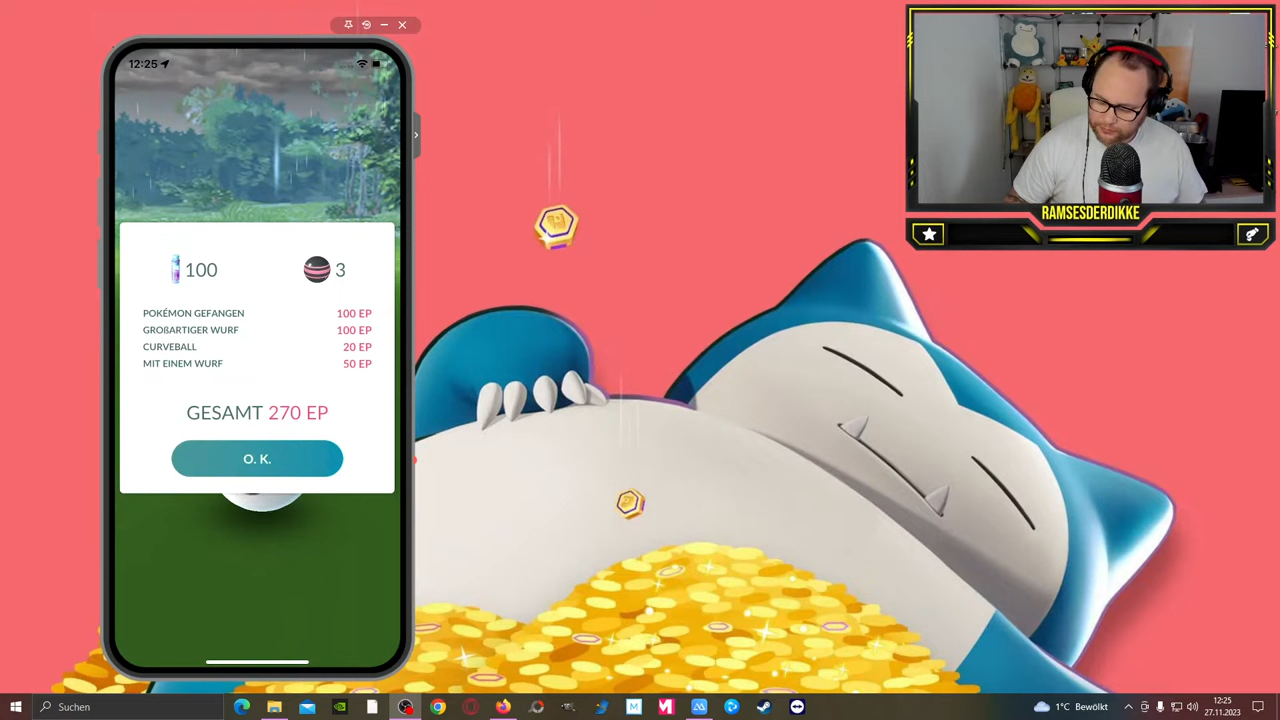 12:25
100
3
POKÉMON GEFANGEN 100 EP
GROßARTIGER WURF 100 EP
CURVEBALL 20 EP
MIT EINEM WURF 50 EP
GESAMT 270 EP
O. K.
RAMSESDERDIKKE
Suchen
M
1°C Bewölkt
12:25
27.11.2023